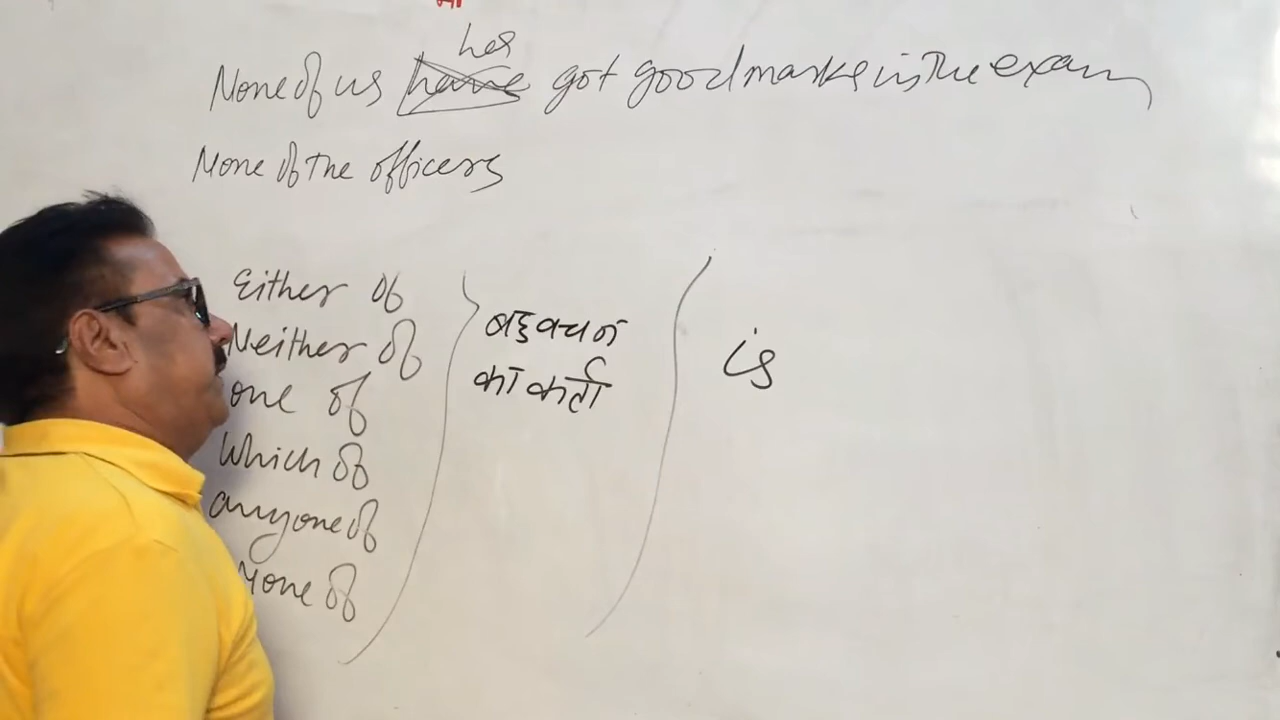 has
None of us have got good marks in the exam
None of the officers
Either of
Neither of
one of
Which of
anyone of
None of
बहुवचन
का कर्ता
is